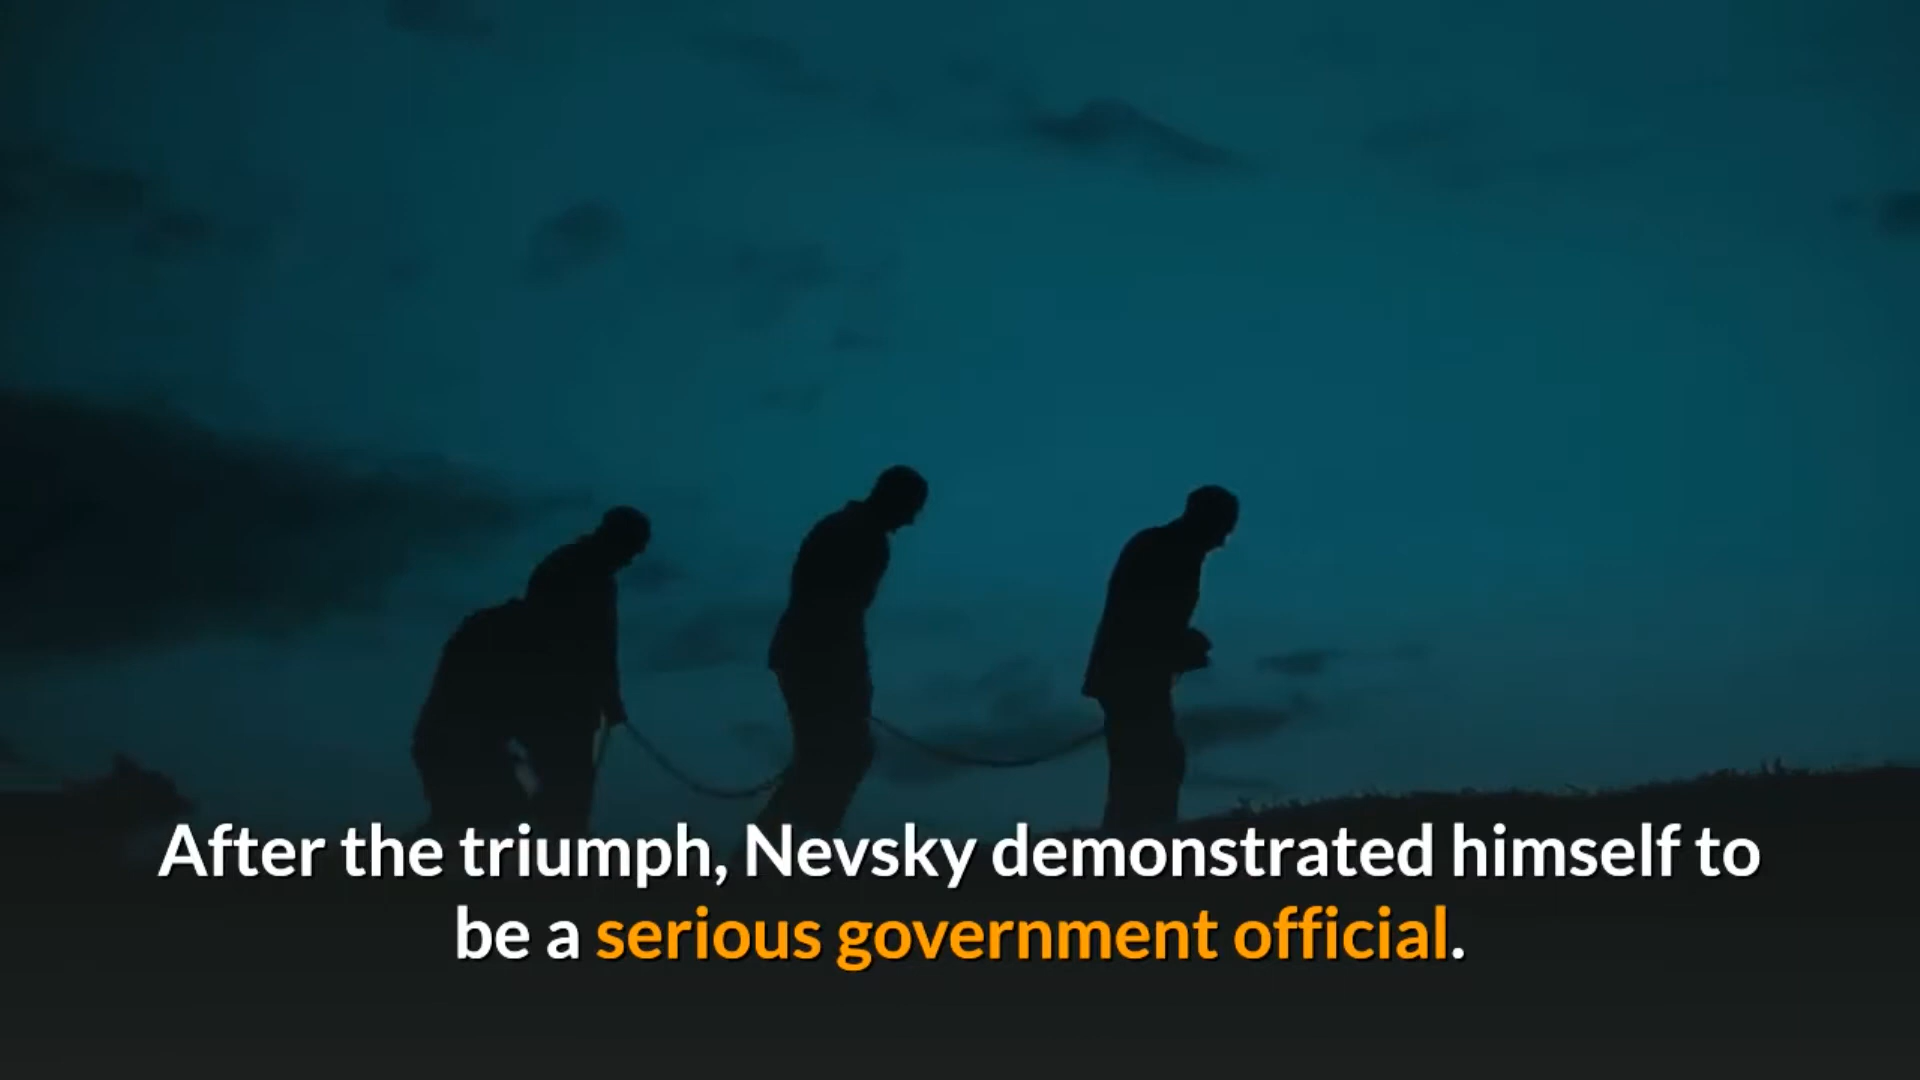 After the triumph, Nevsky demonstrated himself to
be a serious government official.